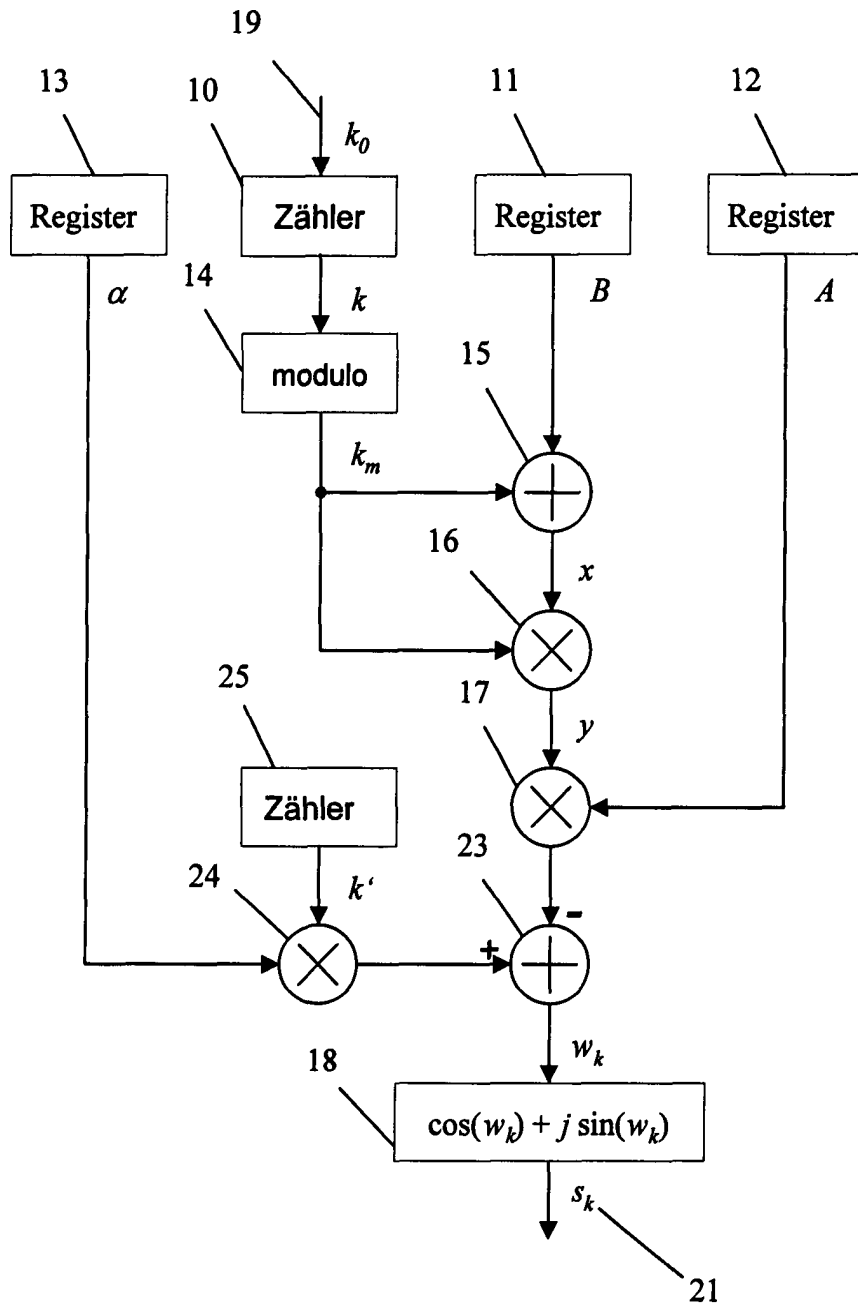 19
13
10
11
12
k₀
Register
Zähler
Register
Register
α
14
k
B
A
15
modulo
kₘ
16
x
25
17
y
Zähler
24
k‘
23
-
+
wₖ
18
cos(wₖ) + j sin(wₖ)
sₖ
21